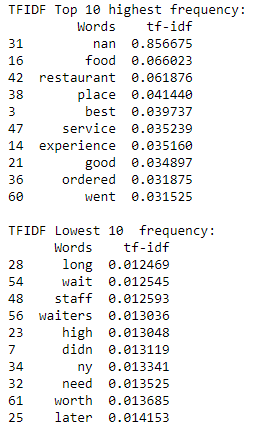 TFIDF Top 10 highest frequency:
Words tf-idf
31 nan 0.856675
16 food 0.066023
42 restaurant 0.061876
38 place 0.041440
3 best 0.039737
47 service 0.035239
14 experience 0.035160
21 good 0.034897
36 ordered 0.031875
60 went 0.031525
TFIDF Lowest 10 frequency:
Words tf-idf
28 long 0.012469
54 wait 0.012545
48 staff 0.012593
56 waiters 0.013036
23 high 0.013048
7 didn 0.013119
34 ny 0.013341
32 need 0.013525
61 worth 0.013685
25 later 0.014153